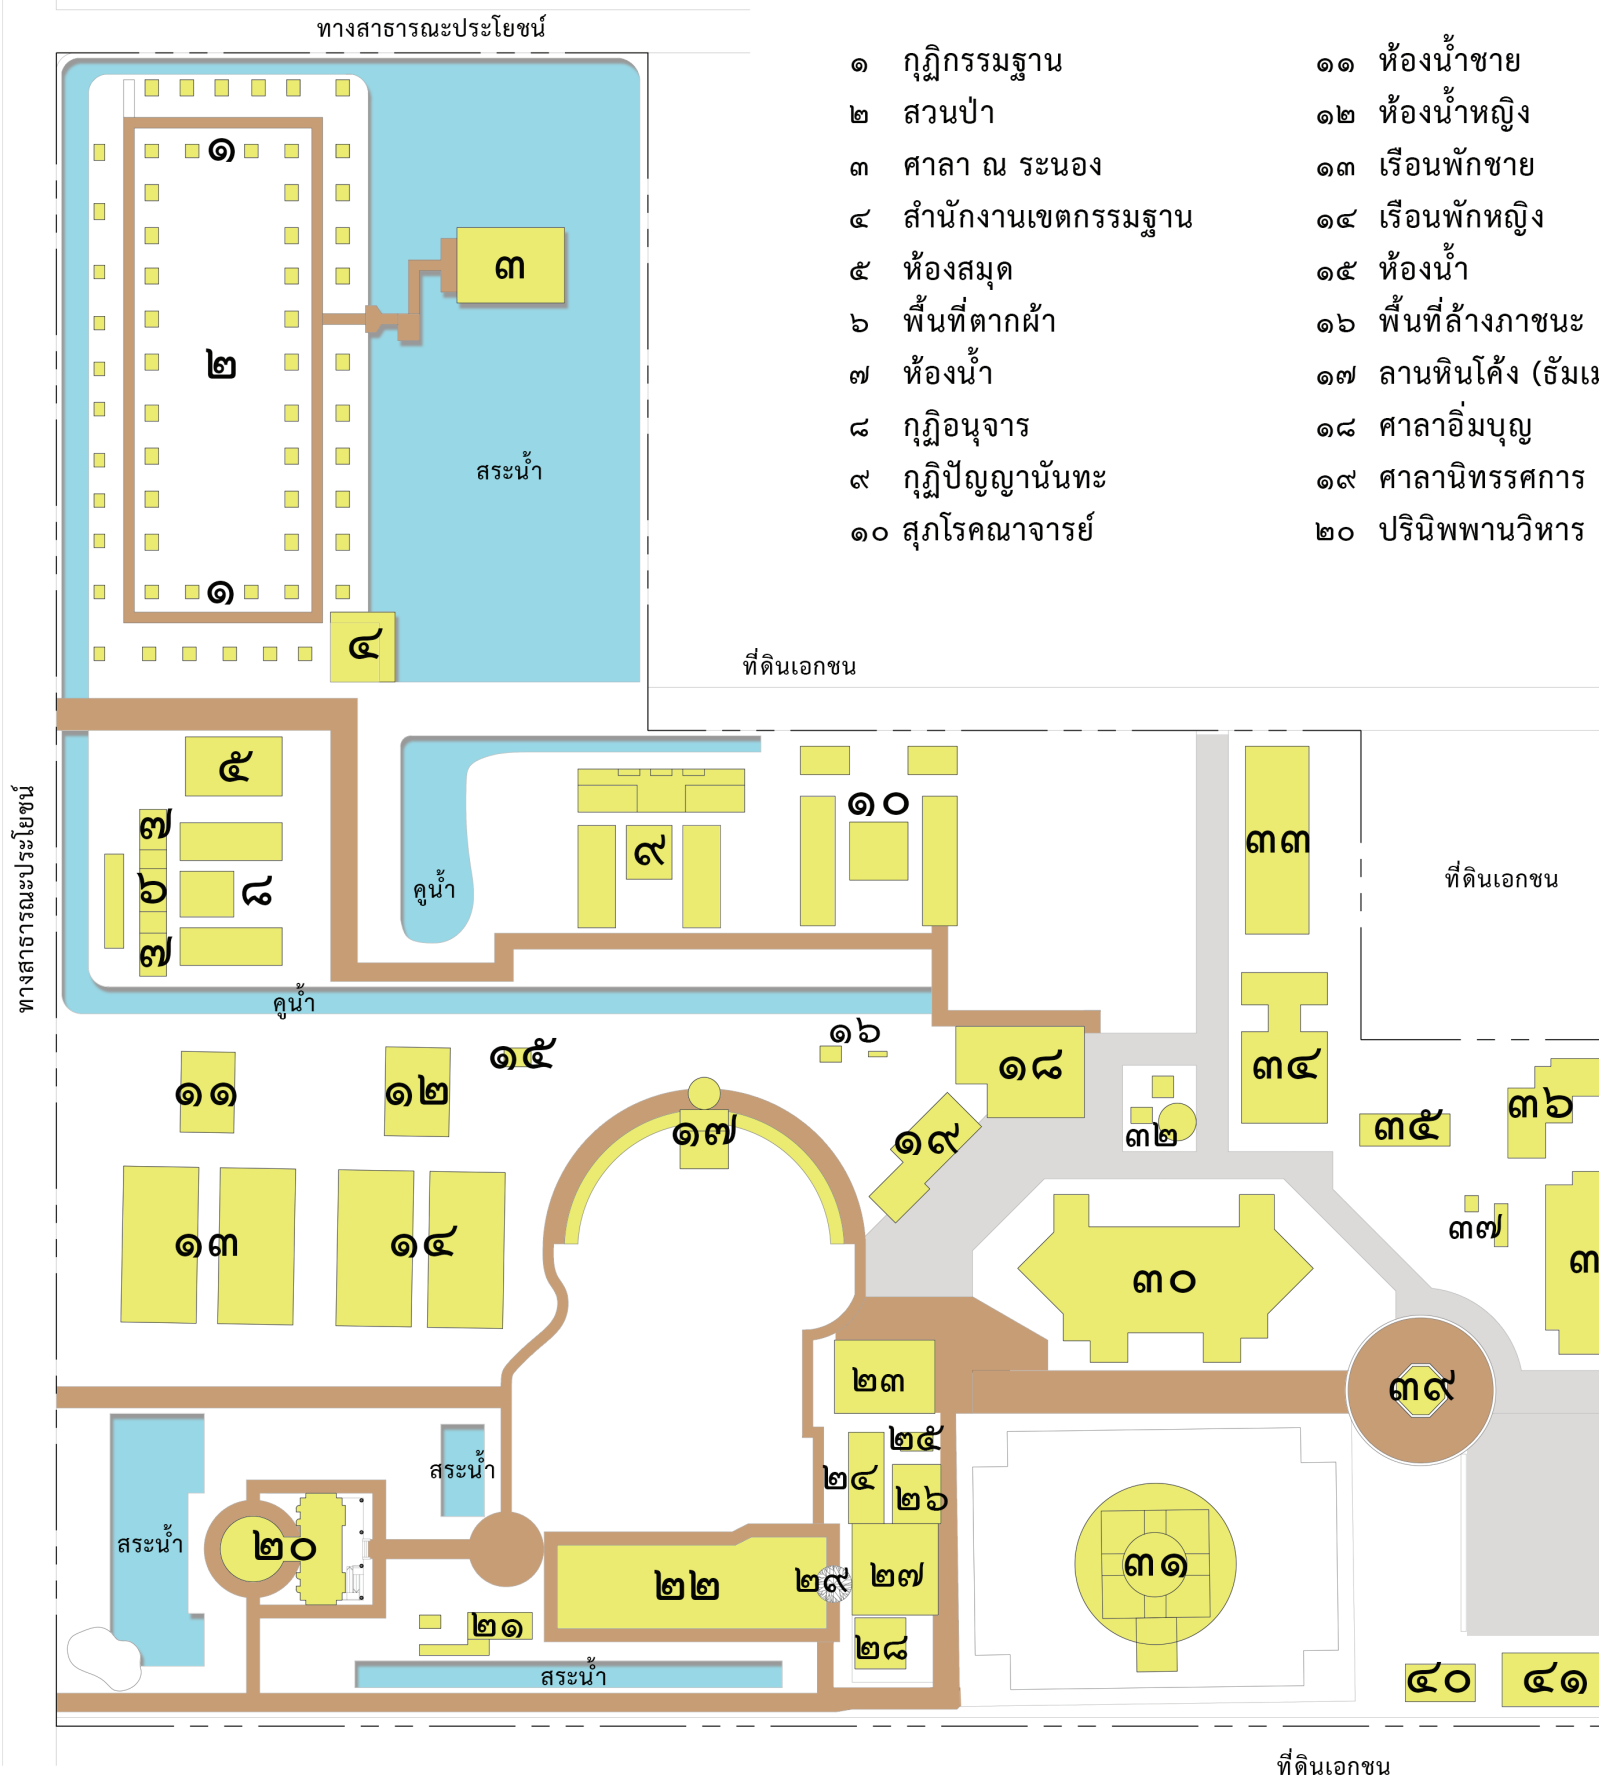 ทางสาธารณะประโยชน์
๑ กุฏิกรรมฐาน
๒ สวนป่า
๓ ศาลา ณ ระนอง
๔ สำนักงานเขตกรรมฐาน
๕ ห้องสมุด
๖ พื้นที่ตากผ้า
๗ ห้องน้ำ
๘ กุฏิอนุจาร
๙ กุฏิปัญญานันทะ
๑๐ สุภโรคณาจารย์
๑๑ ห้องน้ำชาย
๑๒ ห้องน้ำหญิง
๑๓ เรือนพักชาย
๑๔ เรือนพักหญิง
๑๕ ห้องน้ำ
๑๖ พื้นที่ล้างภาชนะ
๑๗ ลานหินโค้ง (ธัมเม
๑๘ ศาลาอิ่มบุญ
๑๙ ศาลานิทรรศการ
๒๐ ปรินิพพานวิหาร
๑
๓
๒
สระน้ำ
๑
๔
ที่ดินเอกชน
ทางสาธารณะประโยชน์
๕
๗
๖
๘
๗
คูน้ำ
๙
๑๐
๓๓
ที่ดินเอกชน
คูน้ำ
๑๑
๑๒
๑๕
๑๖
๑๗
๑๘
๑๙
๓๒
๓๔
๓๕
๓๖
๓๗
๑๓
๑๔
๓๐
๓
๒๓
๓๙
สระน้ำ
สระน้ำ
๒๐
๒๔
๒๕
๒๖
๒๑
๒๒
๒๙
๒๗
๒๘
๓๑
สระน้ำ
๔๐
๔๑
ที่ดินเอกชน